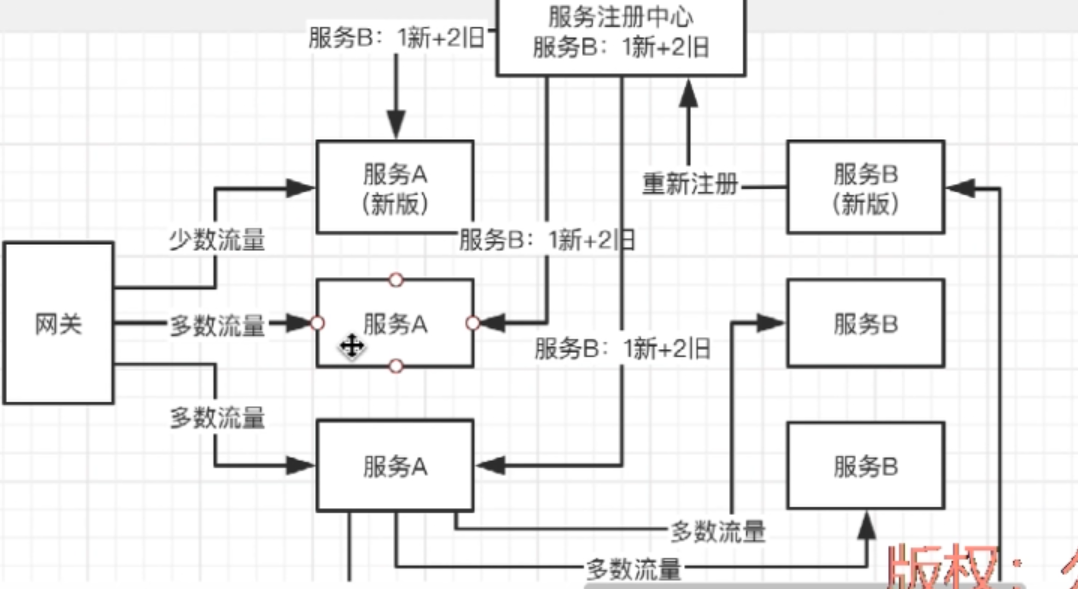 服务注册中心
服务B：1新+2旧
服务B：1新+2旧
服务A
（新版）
重新注册
服务B
（新版）
少数流量
服务B：1新+2旧
网关
多数流量
服务A
服务B：1新+2旧
服务B
多数流量
服务A
服务B
多数流量
多数流量
版权：